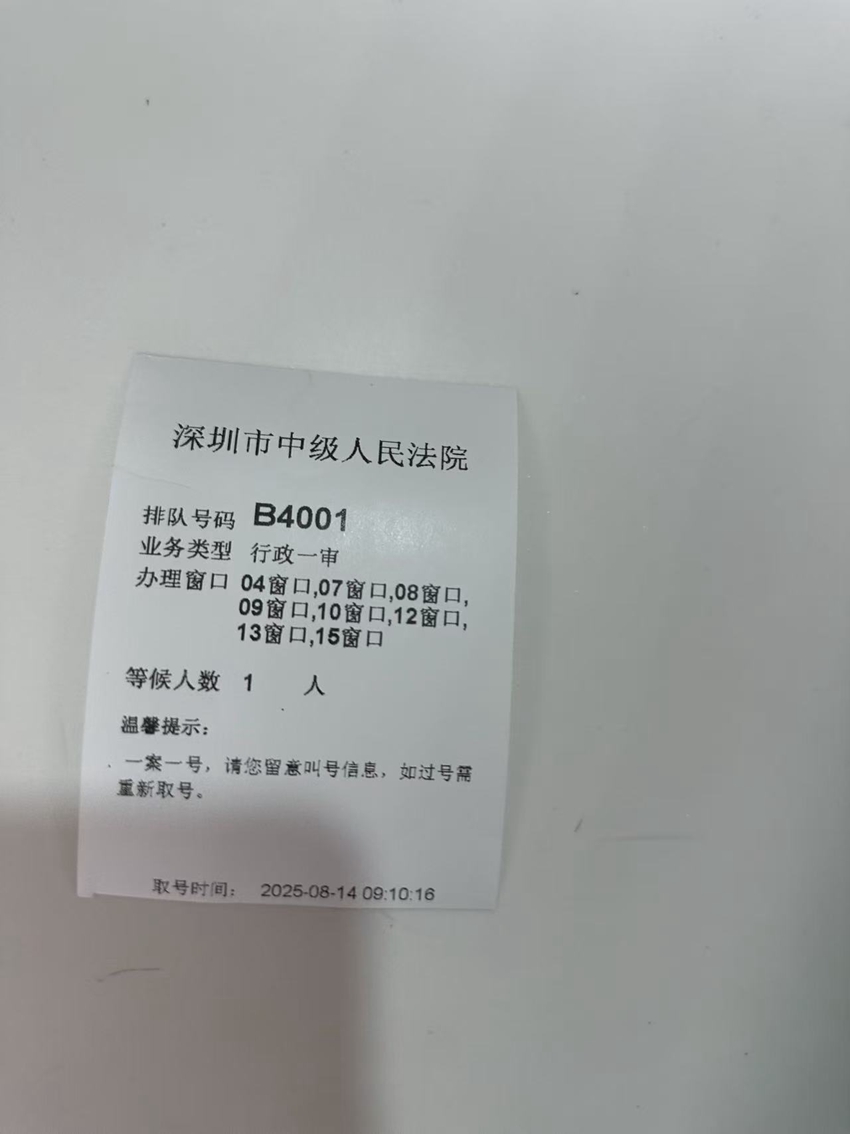 深圳市中级人民法院
排队号码 B4001
业务类型 行政一审
办理窗口 04窗口,07窗口,08窗口,
09窗口,10窗口,12窗口,
13窗口,15窗口
等候人数 1 人
温馨提示：
一案一号，请您留意叫号信息，如过号需
重新取号。
取号时间： 2025-08-14 09:10:16